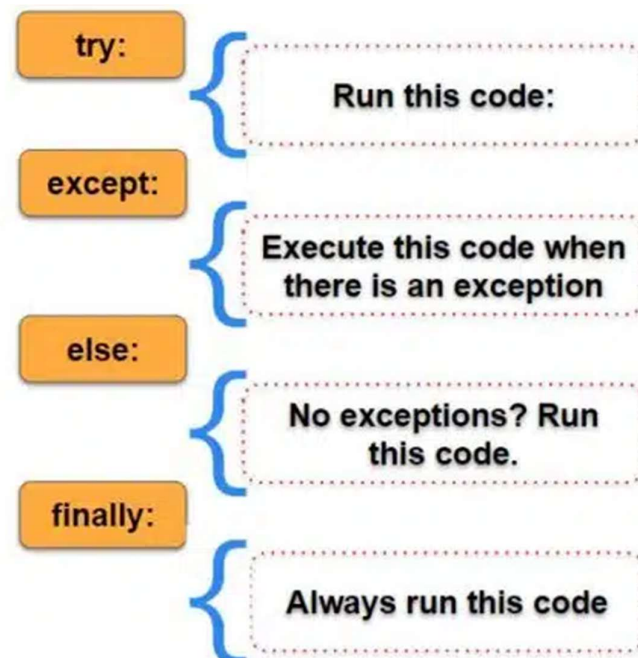 try:
Run this code:
except:
Execute this code when
there is an exception
else:
No exceptions? Run
this code.
finally:
Always run this code